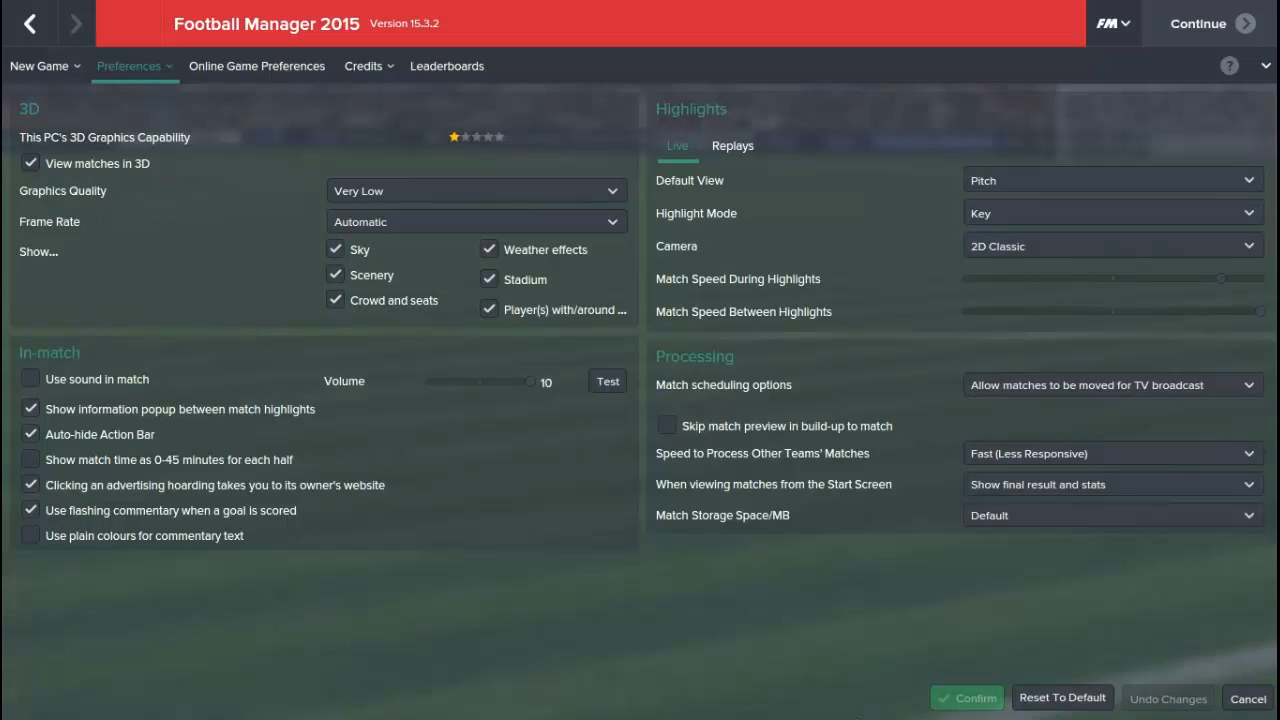 Football Manager 2015 Version 15.3.2
FM
Continue
New Game Preferences Online Game Preferences Credits Leaderboards
?
3D
This PC's 3D Graphics Capability
View matches in 3D
Graphics Quality Very Low
Frame Rate Automatic
Show... Sky Weather effects
Scenery Stadium
Crowd and seats Player(s) with/around ...
In-match
Use sound in match Volume 10 Test
Show information popup between match highlights
Auto-hide Action Bar
Show match time as 0-45 minutes for each half
Clicking an advertising hoarding takes you to its owner's website
Use flashing commentary when a goal is scored
Use plain colours for commentary text
Highlights
Live Replays
Default View Pitch
Highlight Mode Key
Camera 2D Classic
Match Speed During Highlights
Match Speed Between Highlights
Processing
Match scheduling options Allow matches to be moved for TV broadcast
Skip match preview in build-up to match
Speed to Process Other Teams' Matches Fast (Less Responsive)
When viewing matches from the Start Screen Show final result and stats
Match Storage Space/MB Default
Confirm Reset To Default Undo Changes Cancel